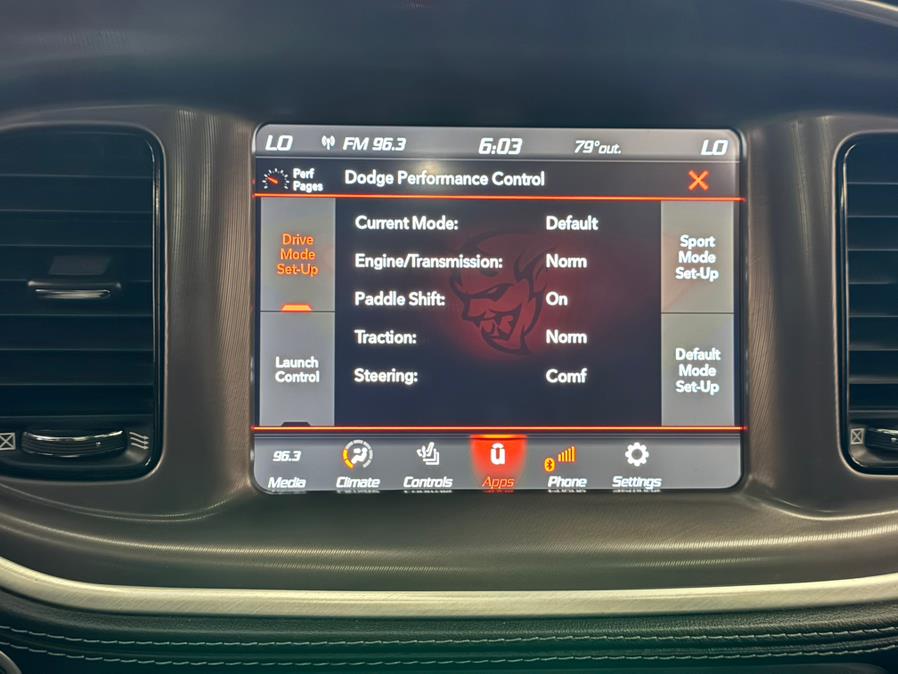 LO FM 96.3 6:03 79°out. LO
Perf
Pages
Dodge Performance Control
Drive
Mode
Set-Up
Launch
Control
Current Mode: Default
Engine/Transmission: Norm
Paddle Shift: On
Traction: Norm
Steering: Comf
Sport
Mode
Set-Up
Default
Mode
Set-Up
96.3
Media Climate Controls Apps Phone Settings